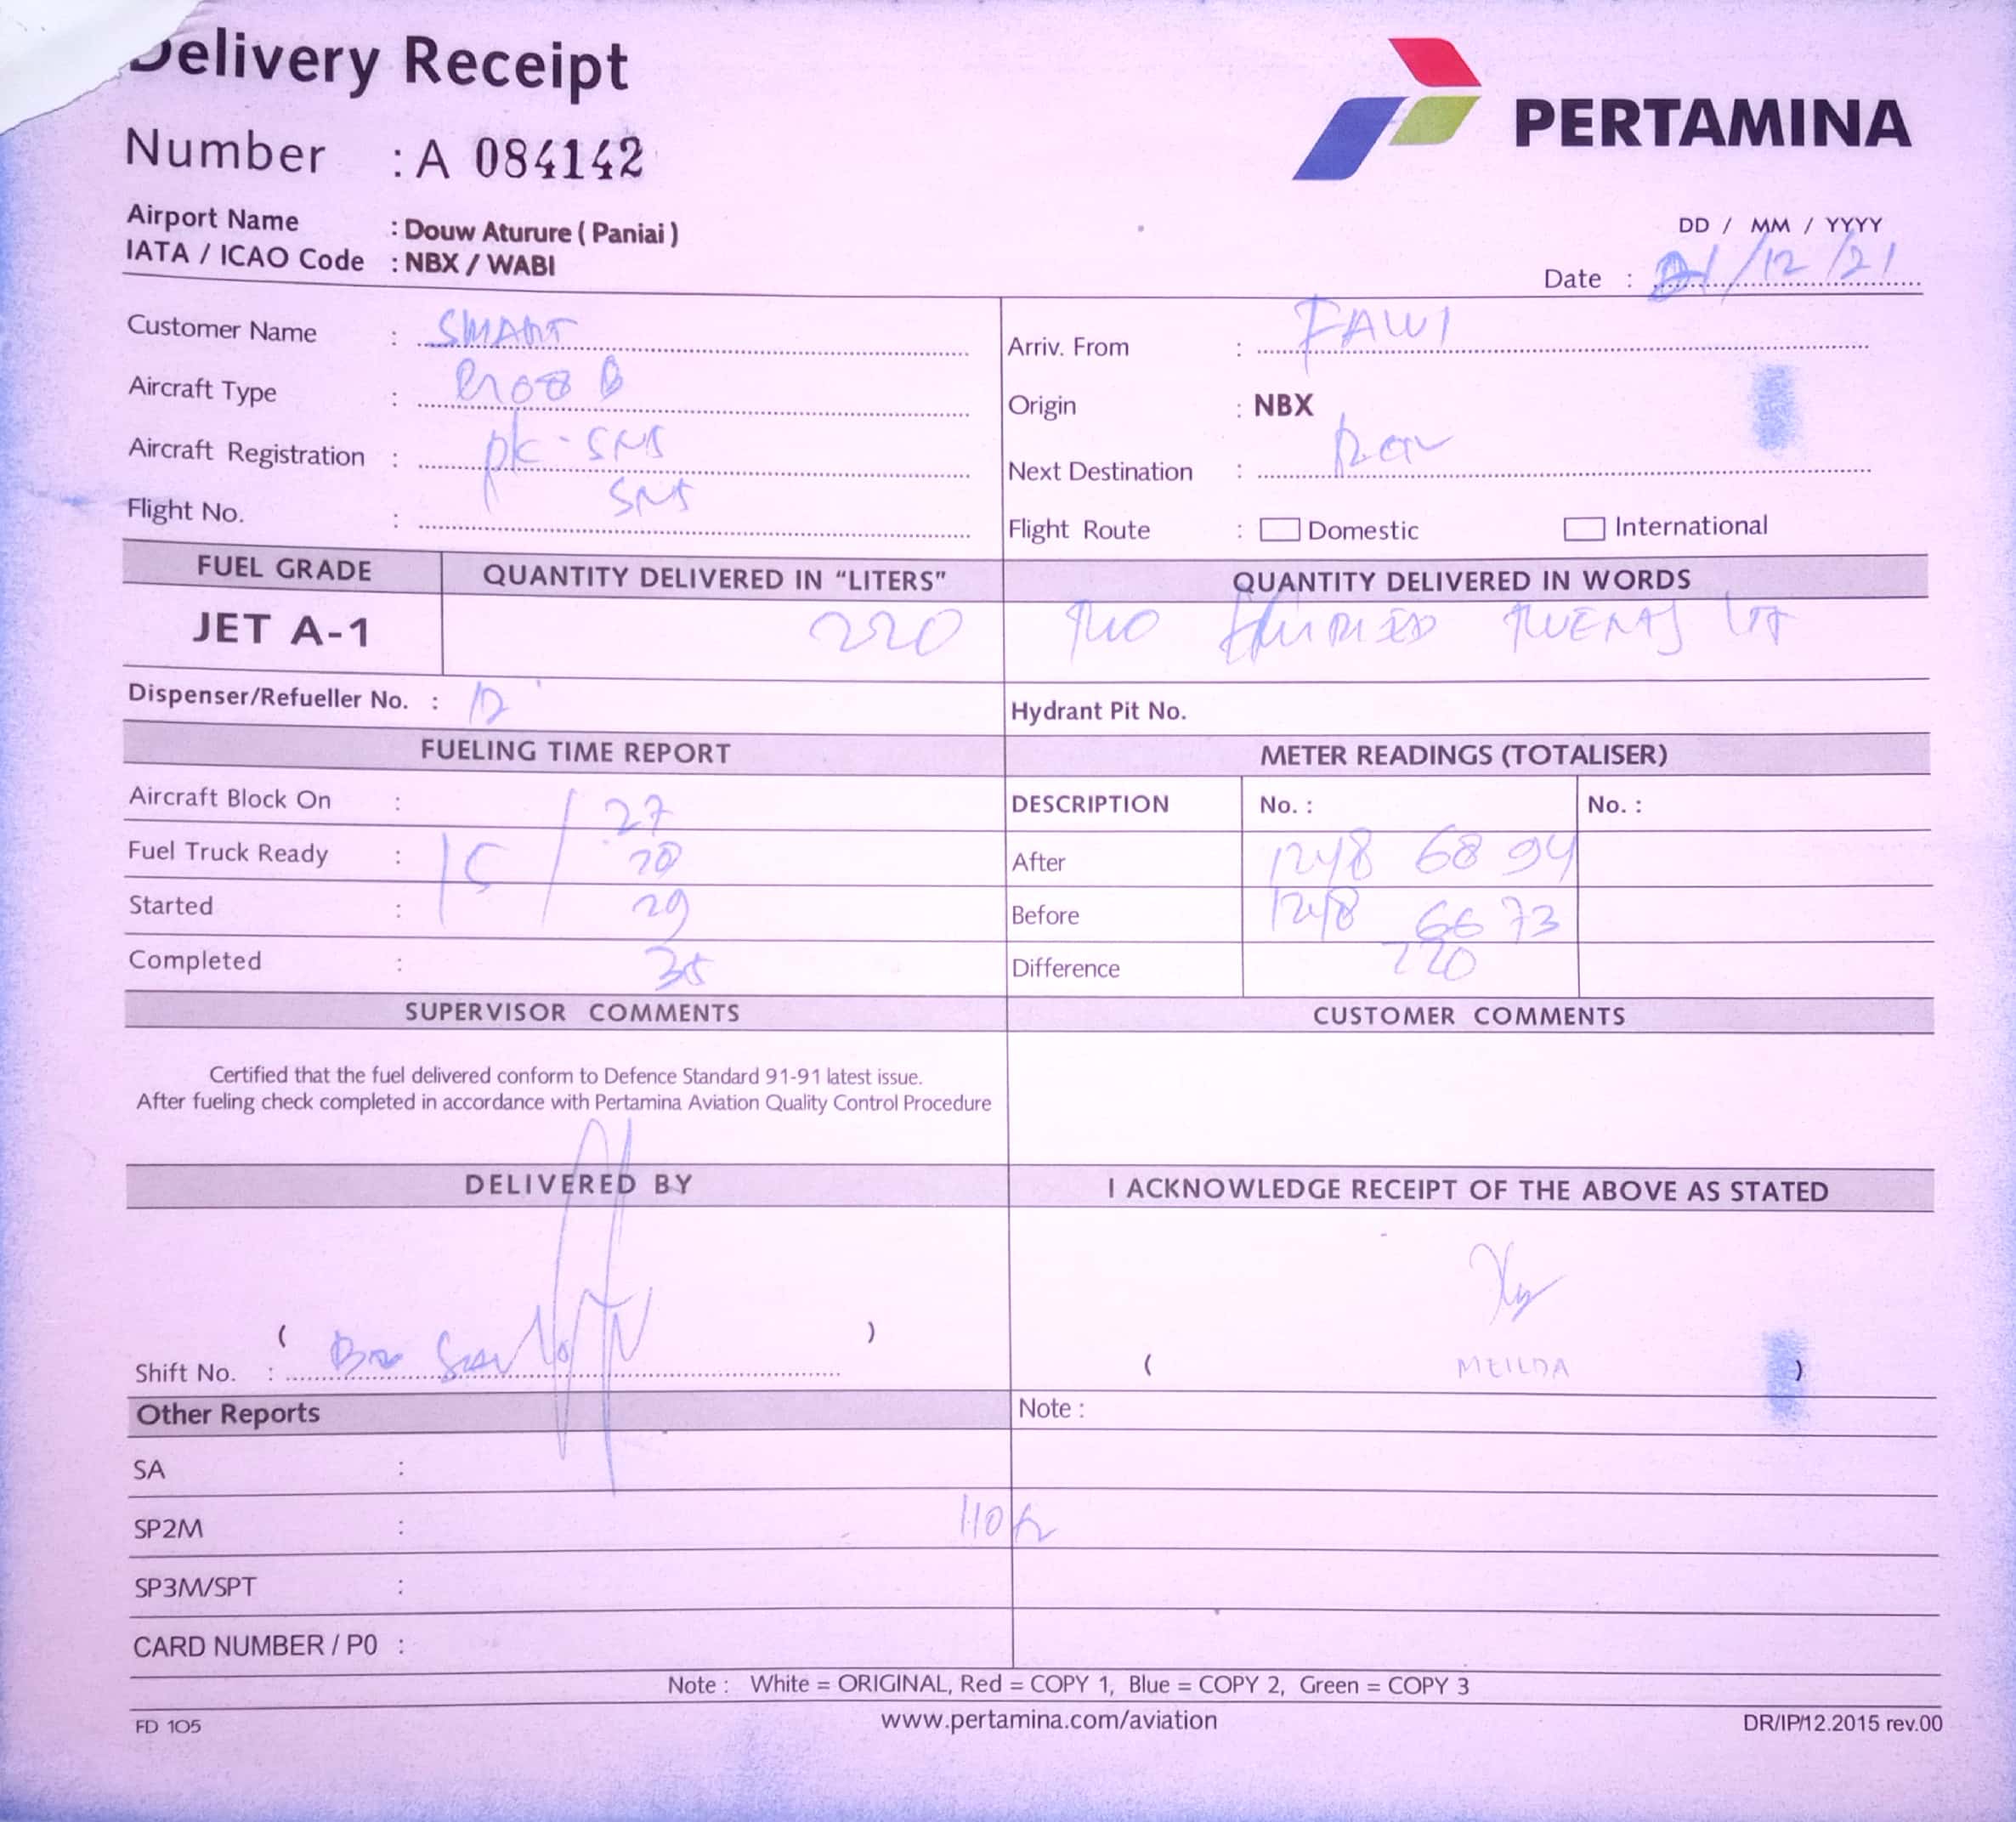 Delivery Receipt
PERTAMINA
Number : A 084142
Airport Name : Douw Aturure ( Paniai )
IATA / ICAO Code : NBX / WABI
DD / MM / YYYY
Date : 01/12/21
Customer Name : SMART
Arriv. From : FAWI
Aircraft Type :
Origin : NBX
Aircraft Registration : PK-SNS
Next Destination :
Flight No. : SNS
Flight Route : Domestic International
FUEL GRADE QUANTITY DELIVERED IN “LITERS” QUANTITY DELIVERED IN WORDS
JET A-1 220 TWO
Dispenser/Refueller No. : 12
Hydrant Pit No.
FUELING TIME REPORT METER READINGS (TOTALISER)
Aircraft Block On : 27
DESCRIPTION No. : No. :
Fuel Truck Ready : 15 / 28
After 1248 68 94
Started : 29
Before 1248 66 73
Completed : 35
Difference 220
SUPERVISOR COMMENTS CUSTOMER COMMENTS
Certified that the fuel delivered conform to Defence Standard 91-91 latest issue.
After fueling check completed in accordance with Pertamina Aviation Quality Control Procedure
DELIVERED BY I ACKNOWLEDGE RECEIPT OF THE ABOVE AS STATED
( )
( MEILDA )
Shift No. :
Other Reports Note :
SA :
SP2M :
SP3M/SPT :
CARD NUMBER / P0 :
Note : White = ORIGINAL, Red = COPY 1, Blue = COPY 2, Green = COPY 3
FD 105 www.pertamina.com/aviation DR/IP/12.2015 rev.00